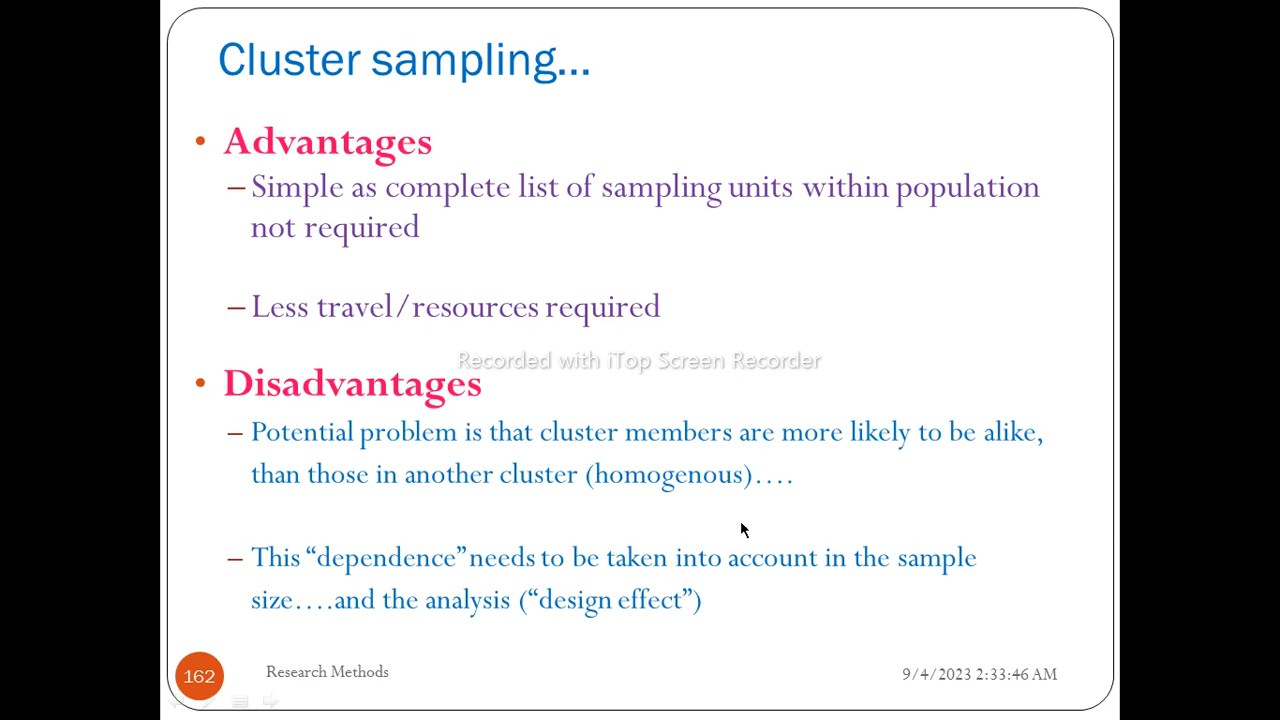 Cluster sampling...
• Advantages
– Simple as complete list of sampling units within population
not required
– Less travel/resources required
Recorded with iTop Screen Recorder
• Disadvantages
– Potential problem is that cluster members are more likely to be alike,
than those in another cluster (homogenous)....
– This “dependence” needs to be taken into account in the sample
size....and the analysis (“design effect”)
162
Research Methods
9/4/2023 2:33:46 AM